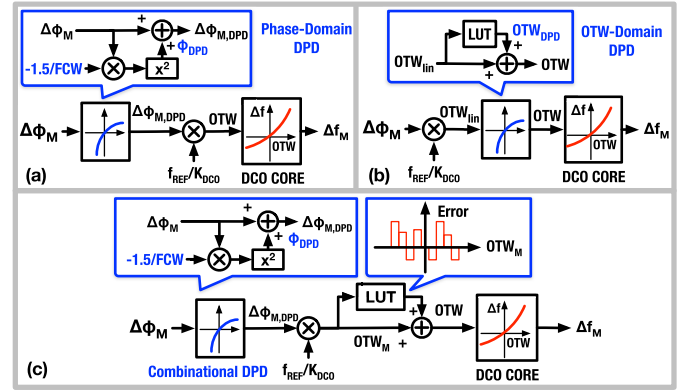 ΔΦM
+
ΔΦM,DPD
+
ΦDPD
-1.5/FCW
x²
Phase-Domain
DPD
ΔΦM
ΔΦM,DPD
OTW
Δf
OTW
ΔfM
fREF/KDCO
DCO CORE
(a)
OTWlin
LUT
OTWDPD
+
+
OTW
OTW-Domain
DPD
ΔΦM
OTWlin
OTW
Δf
OTW
ΔfM
fREF/KDCO
DCO CORE
(b)
ΔΦM
+
ΔΦM,DPD
+
ΦDPD
-1.5/FCW
x²
Error
OTWM
ΔΦM
ΔΦM,DPD
LUT
+
OTW
OTWM
+
Δf
OTW
ΔfM
Combinational DPD
fREF/KDCO
DCO CORE
(c)